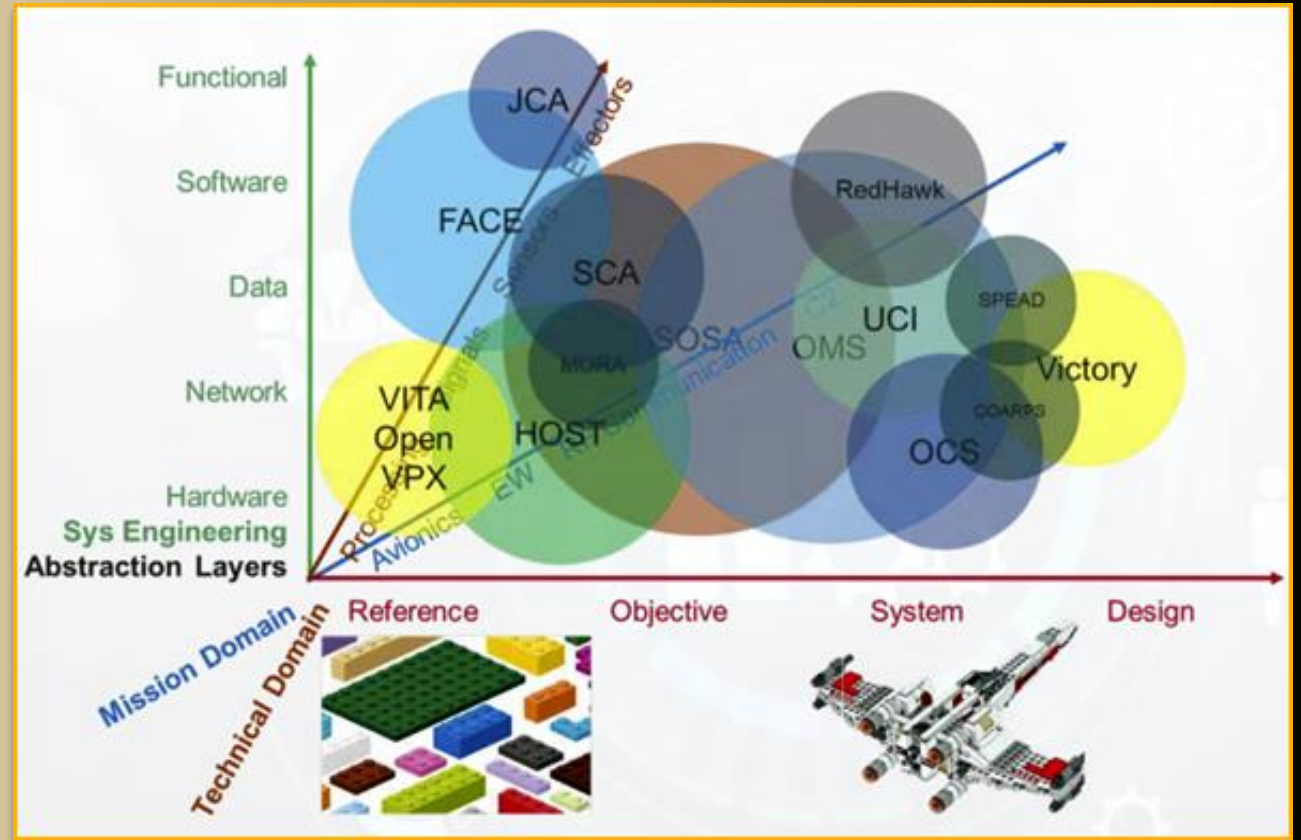 Functional
Software
Data
Network
Hardware
Sys Engineering
Abstraction Layers
JCA
FACE
SCA
RedHawk
SOSA
OMS
UCI
SPEAD
Victory
MORA
HOST
COARPS
OCS
VITA
Open
VPX
Processing Signals Sensors Effectors
Avionics EW Communication C2
Reference Objective System Design
Mission Domain
Technical Domain